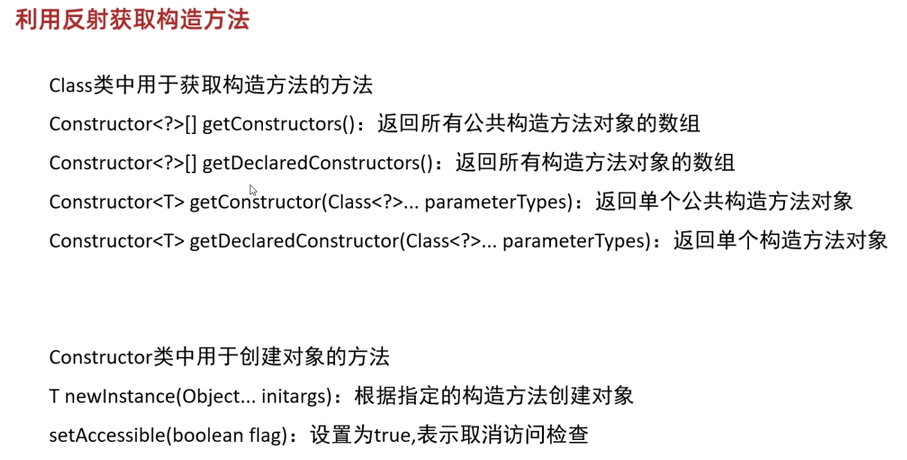 利用反射获取构造方法
Class类中用于获取构造方法的方法
Constructor<?>[] getConstructors()：返回所有公共构造方法对象的数组
Constructor<?>[] getDeclaredConstructors()：返回所有构造方法对象的数组
Constructor<T> getConstructor(Class<?>... parameterTypes)：返回单个公共构造方法对象
Constructor<T> getDeclaredConstructor(Class<?>... parameterTypes)：返回单个构造方法对象
Constructor类中用于创建对象的方法
T newInstance(Object... initargs)：根据指定的构造方法创建对象
setAccessible(boolean flag)：设置为true,表示取消访问检查